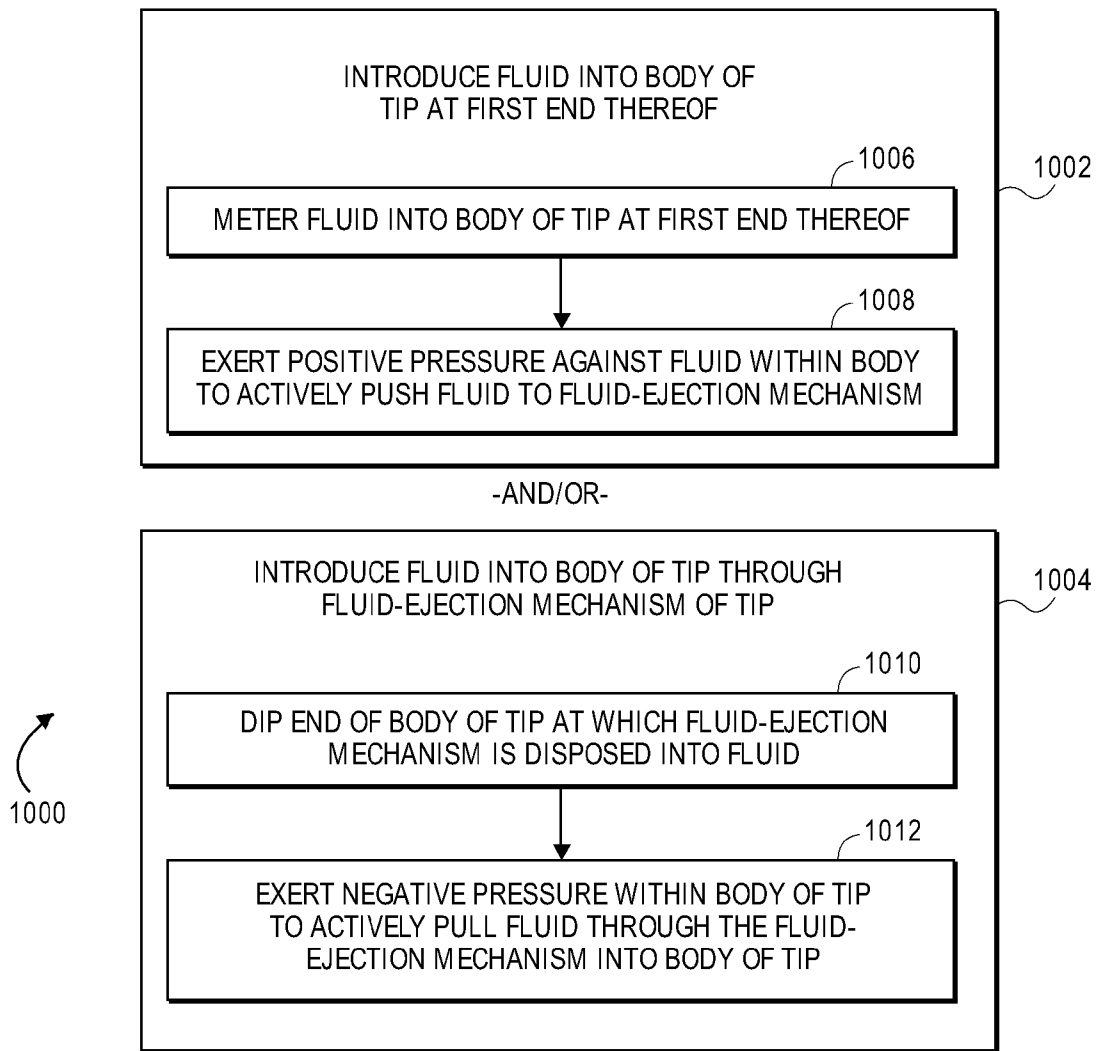 INTRODUCE FLUID INTO BODY OF
TIP AT FIRST END THEREOF
1006
1002
METER FLUID INTO BODY OF TIP AT FIRST END THEREOF
1008
EXERT POSITIVE PRESSURE AGAINST FLUID WITHIN BODY
TO ACTIVELY PUSH FLUID TO FLUID-EJECTION MECHANISM
-AND/OR-
INTRODUCE FLUID INTO BODY OF TIP THROUGH
FLUID-EJECTION MECHANISM OF TIP
1004
1010
DIP END OF BODY OF TIP AT WHICH FLUID-EJECTION
MECHANISM IS DISPOSED INTO FLUID
1000
1012
EXERT NEGATIVE PRESSURE WITHIN BODY OF TIP
TO ACTIVELY PULL FLUID THROUGH THE FLUID-
EJECTION MECHANISM INTO BODY OF TIP